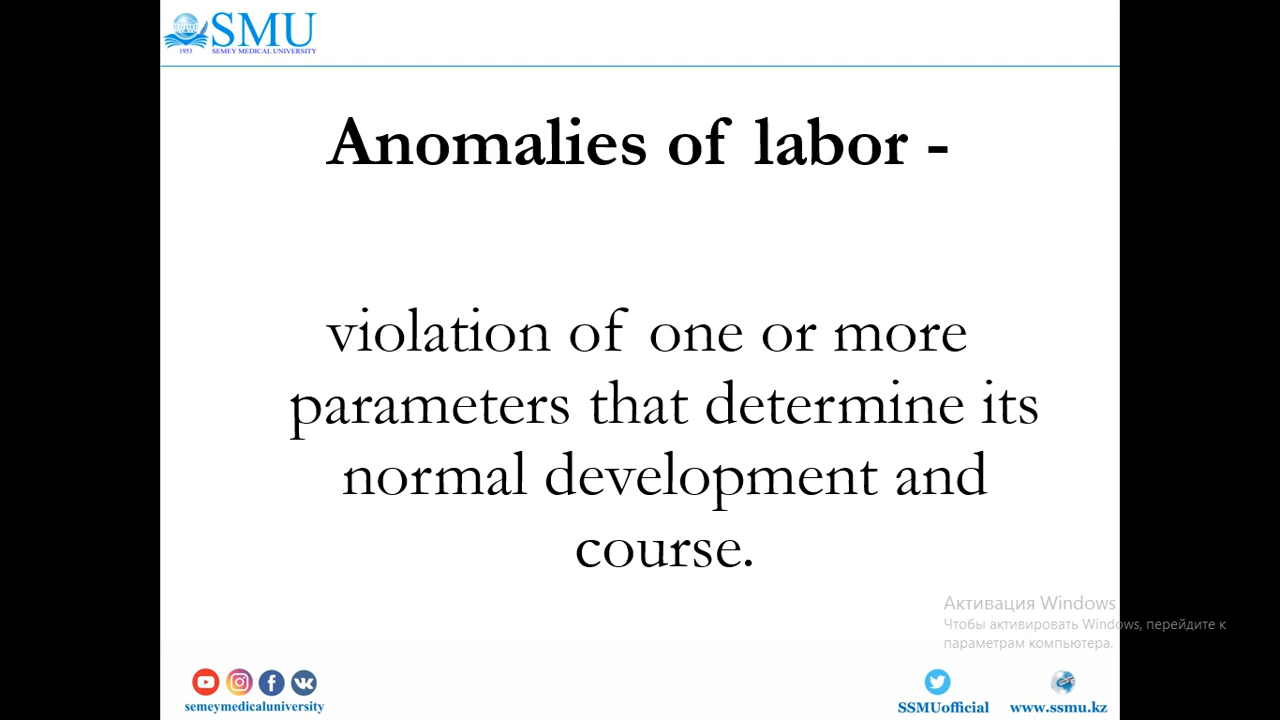 SMU
1953 SEMEY MEDICAL UNIVERSITY
Anomalies of labor -
violation of one or more
parameters that determine its
normal development and
course.
Активация Windows
Чтобы активировать Windows, перейдите к
параметрам компьютера.
semeymedicaluniversity
SSMUofficial www.ssmu.kz